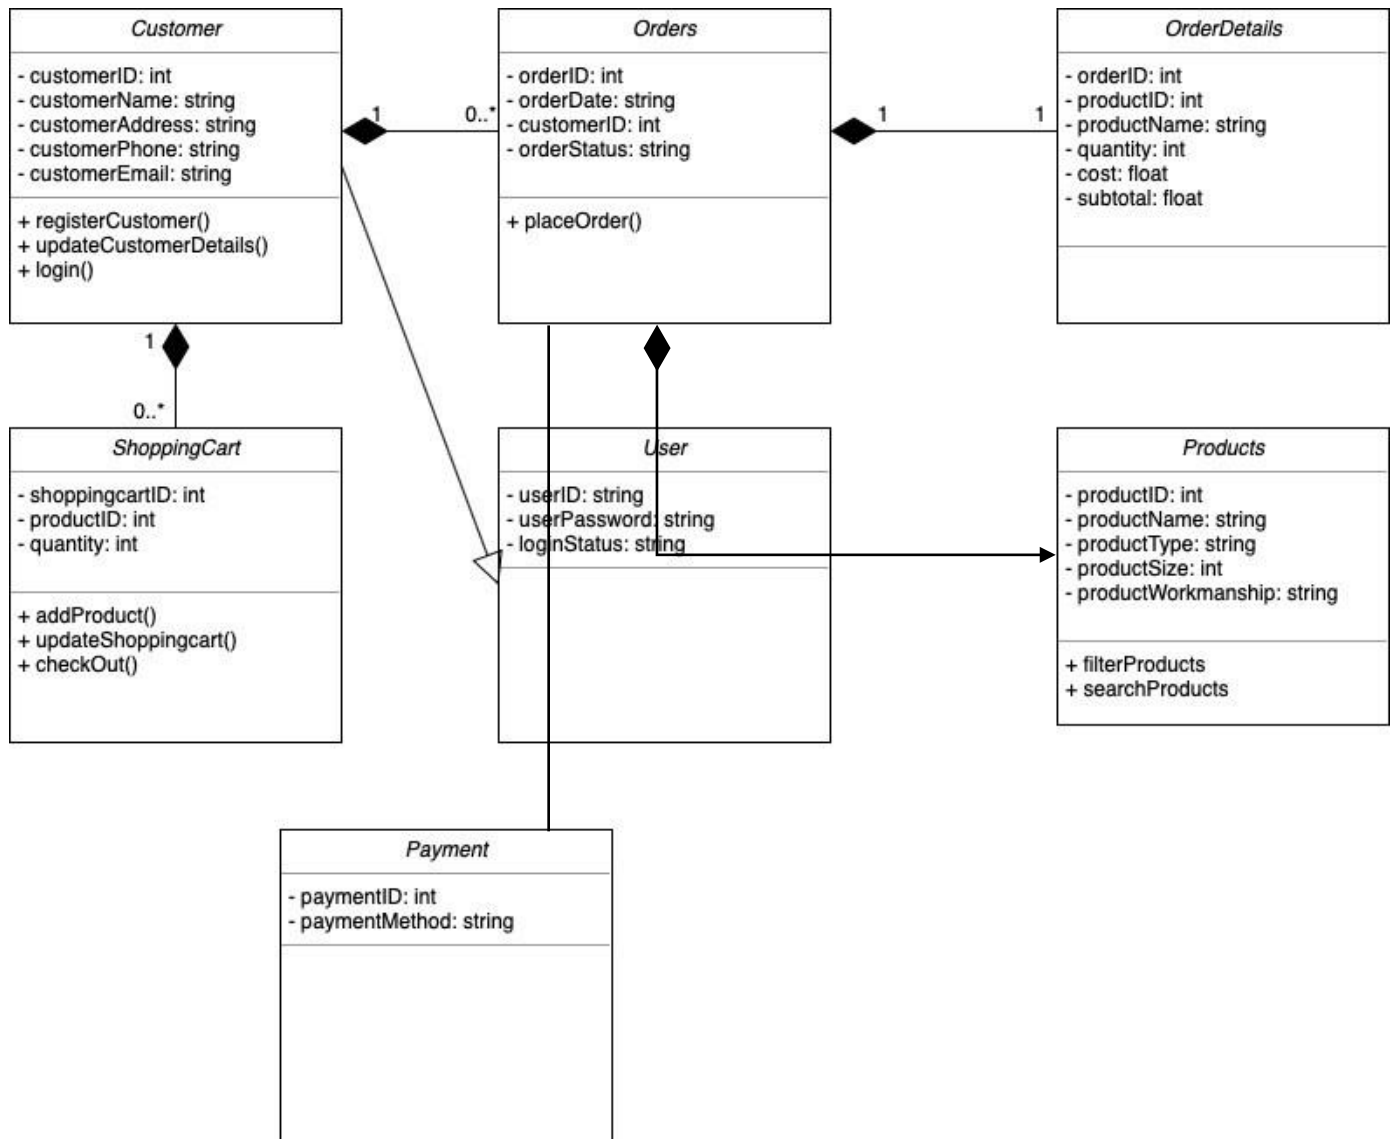 Customer
- customerID: int
- customerName: string
- customerAddress: string
- customerPhone: string
- customerEmail: string
+ registerCustomer()
+ updateCustomerDetails()
+ login()
1
0..*
Orders
- orderID: int
- orderDate: string
- customerID: int
- orderStatus: string
+ placeOrder()
1
1
OrderDetails
- orderID: int
- productID: int
- productName: string
- quantity: int
- cost: float
- subtotal: float
1
0..*
ShoppingCart
- shoppingcartID: int
- productID: int
- quantity: int
+ addProduct()
+ updateShoppingcart()
+ checkOut()
User
- userID: string
- userPassword: string
- loginStatus: string
Products
- productID: int
- productName: string
- productType: string
- productSize: int
- productWorkmanship: string
+ filterProducts
+ searchProducts
Payment
- paymentID: int
- paymentMethod: string